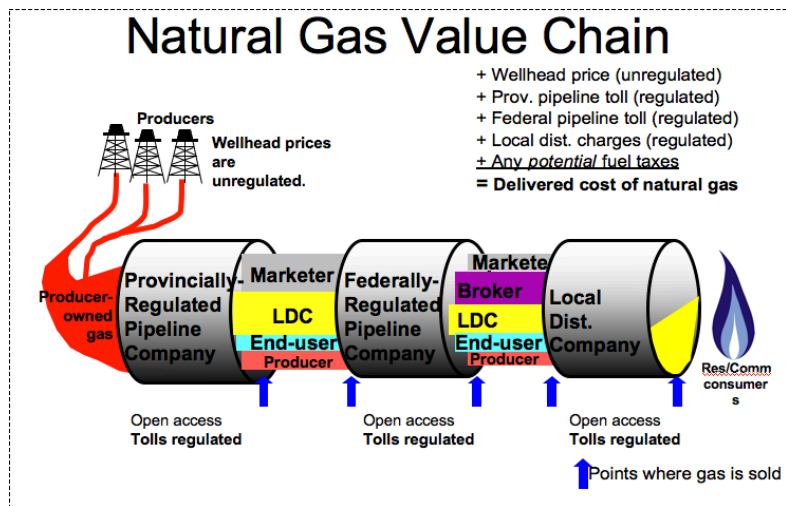 Natural Gas Value Chain
+ Wellhead price (unregulated)
+ Prov. pipeline toll (regulated)
+ Federal pipeline toll (regulated)
+ Local dist. charges (regulated)
+ Any potential fuel taxes
= Delivered cost of natural gas
Producers
Wellhead prices
are
unregulated.
Producer-
owned
gas
Provincially-
Regulated
Pipeline
Company
Marketer
LDC
End-user
Producer
Federally-
Regulated
Pipeline
Company
Markete
Broker
LDC
End-user
Producer
Local
Dist.
Company
Res/Comm
consumer
s
Open access
Tolls regulated
Open access
Tolls regulated
Open access
Tolls regulated
Points where gas is sold